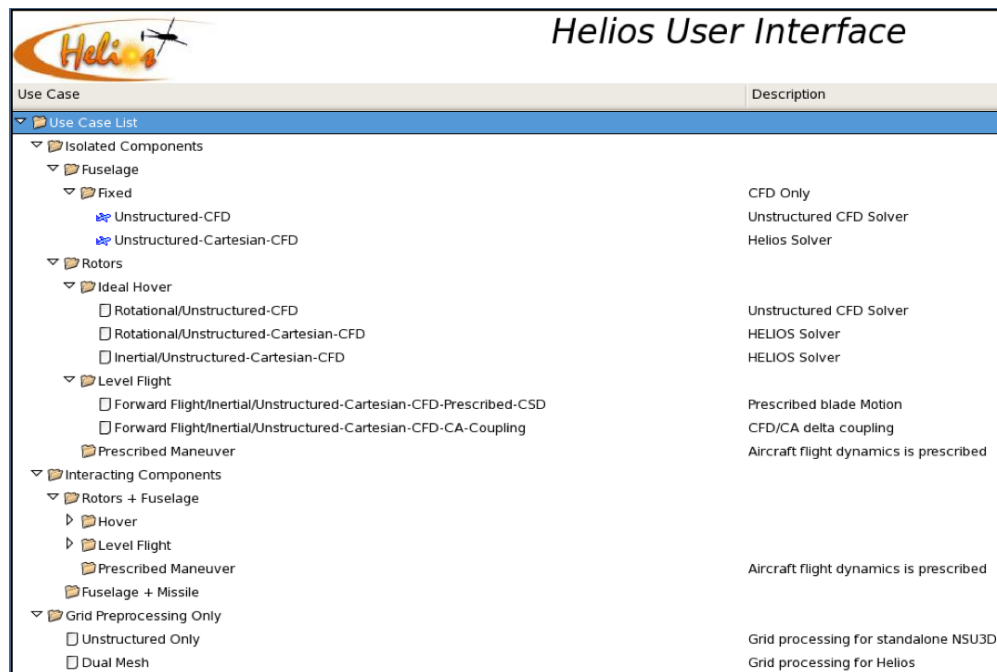 Helios
Helios User Interface
Use Case Description
Use Case List
Isolated Components
Fuselage
Fixed CFD Only
Unstructured-CFD Unstructured CFD Solver
Unstructured-Cartesian-CFD Helios Solver
Rotors
Ideal Hover
Rotational/Unstructured-CFD Unstructured CFD Solver
Rotational/Unstructured-Cartesian-CFD HELIOS Solver
Inertial/Unstructured-Cartesian-CFD HELIOS Solver
Level Flight
Forward Flight/Inertial/Unstructured-Cartesian-CFD-Prescribed-CSD Prescribed blade Motion
Forward Flight/Inertial/Unstructured-Cartesian-CFD-CA-Coupling CFD/CA delta coupling
Prescribed Maneuver Aircraft flight dynamics is prescribed
Interacting Components
Rotors + Fuselage
Hover
Level Flight
Prescribed Maneuver Aircraft flight dynamics is prescribed
Fuselage + Missile
Grid Preprocessing Only
Unstructured Only Grid processing for standalone NSU3D
Dual Mesh Grid processing for Helios